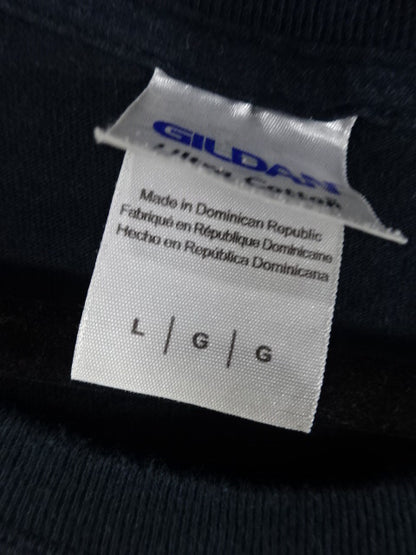 GILDAN
Ultra Cotton
Made in Dominican Republic
Fabriqué en République Dominicaine
Hecho en República Dominicana
L | G | G